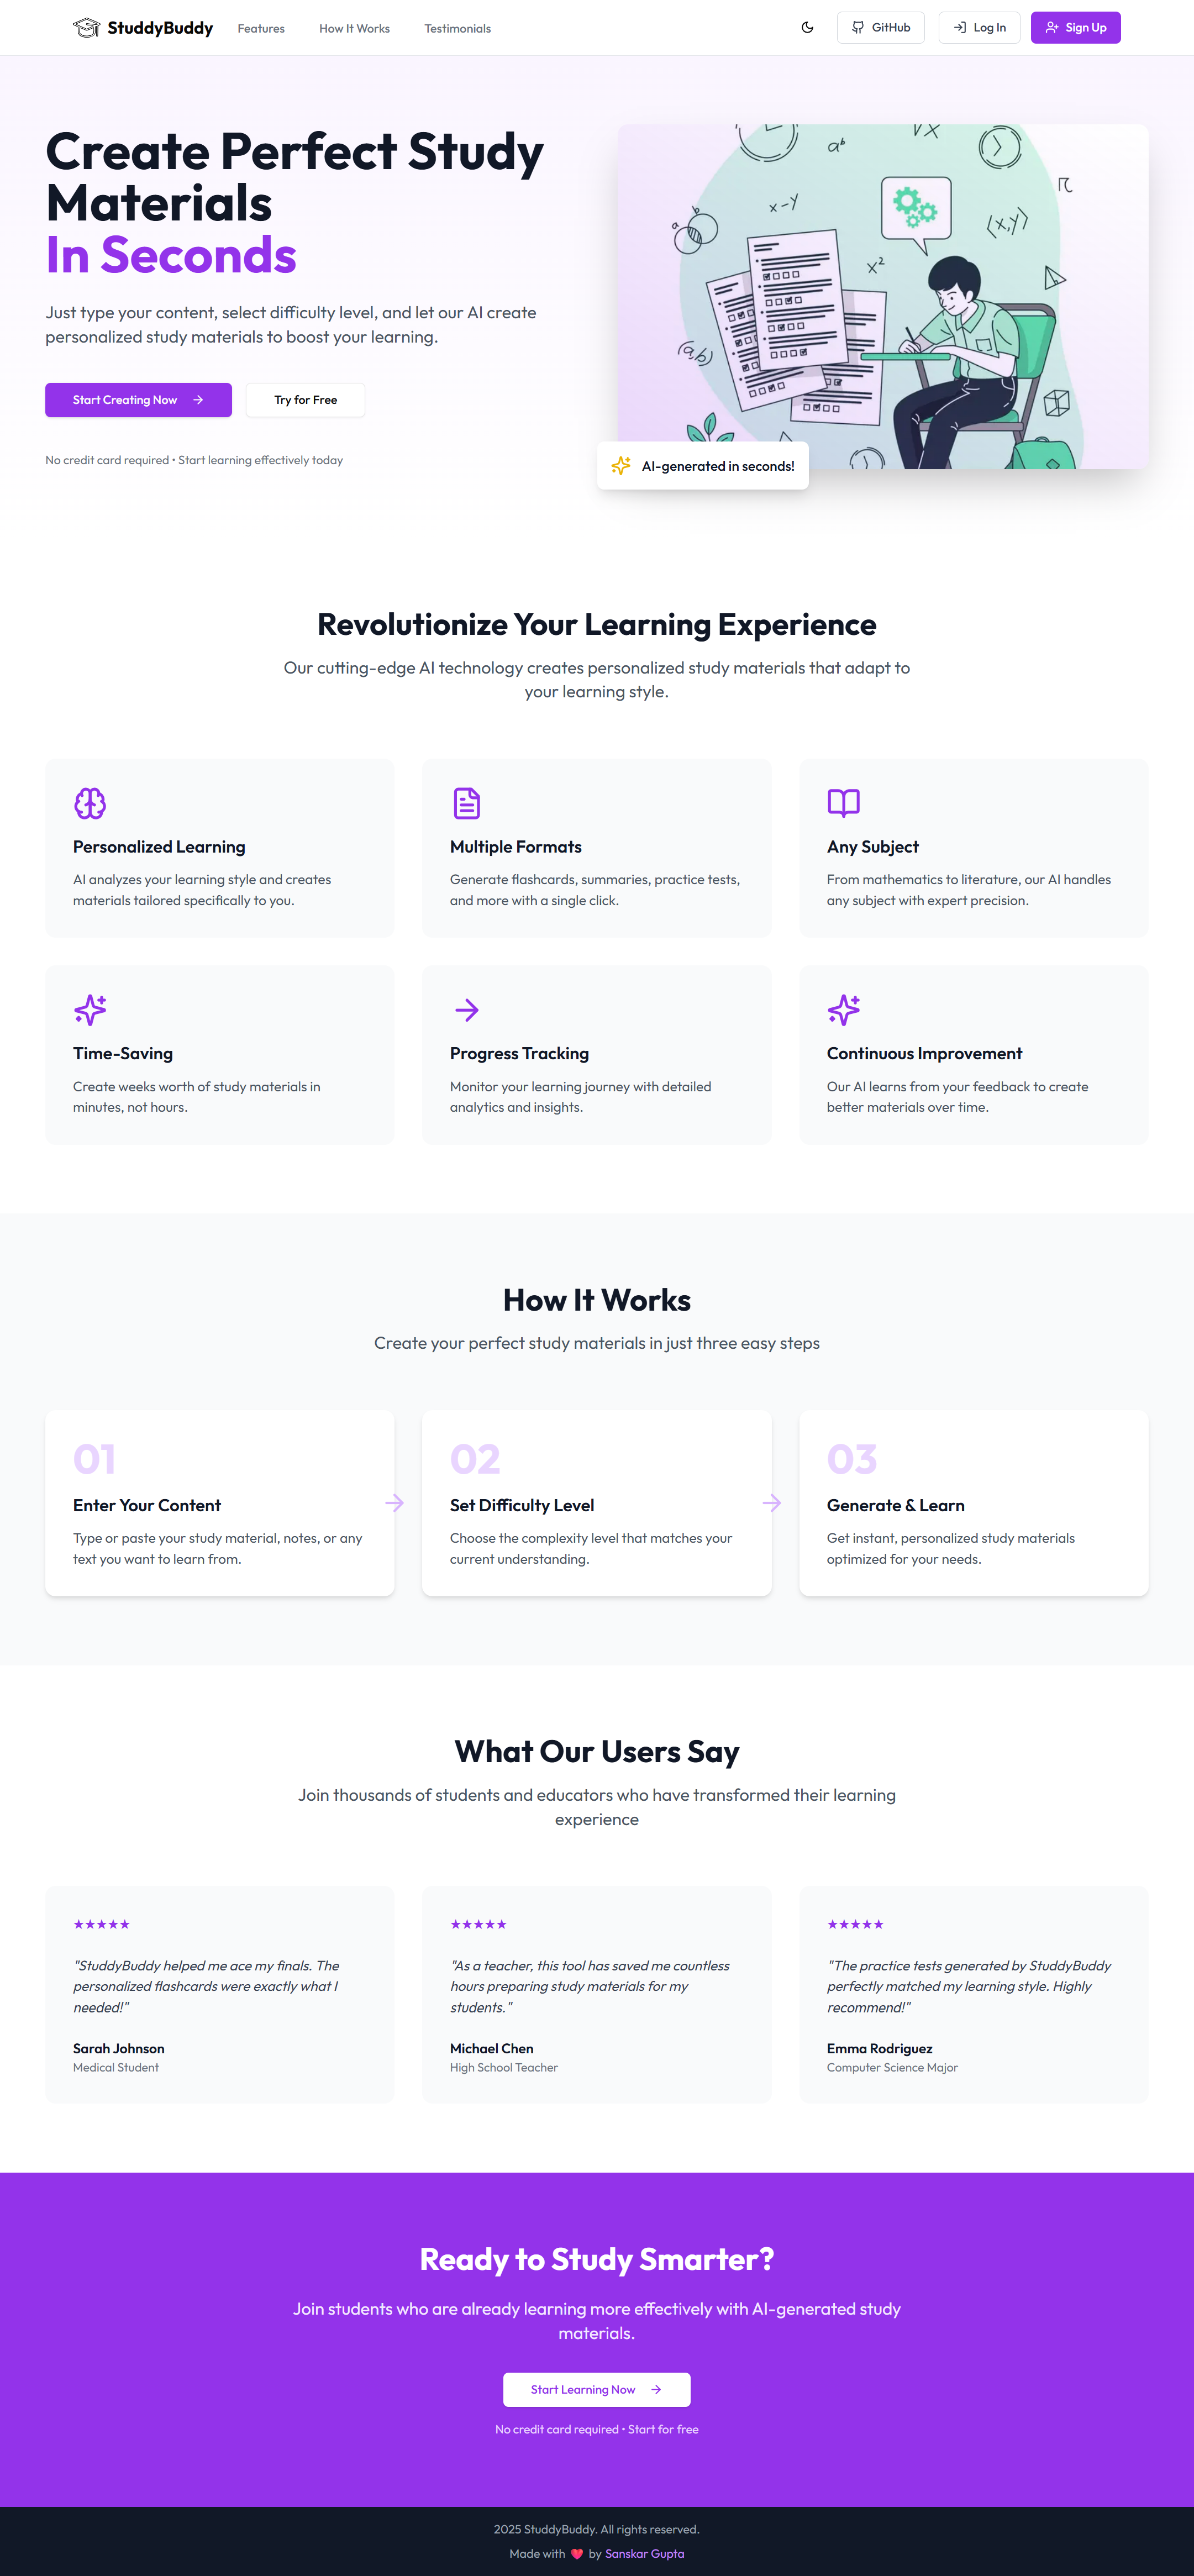 StuddyBuddy
Features
How It Works
Testimonials
GitHub
Log In
Sign Up
Create Perfect Study
Materials
In Seconds
Just type your content, select difficulty level, and let our AI create
personalized study materials to boost your learning.
Start Creating Now
Try for Free
No credit card required • Start learning effectively today
a^b
√x
x-y
a
b
(x,y)
x²
(a,b)
π
AI-generated in seconds!
Revolutionize Your Learning Experience
Our cutting-edge AI technology creates personalized study materials that adapt to
your learning style.
Personalized Learning
AI analyzes your learning style and creates
materials tailored specifically to you.
Multiple Formats
Generate flashcards, summaries, practice tests,
and more with a single click.
Any Subject
From mathematics to literature, our AI handles
any subject with expert precision.
Time-Saving
Create weeks worth of study materials in
minutes, not hours.
Progress Tracking
Monitor your learning journey with detailed
analytics and insights.
Continuous Improvement
Our AI learns from your feedback to create
better materials over time.
How It Works
Create your perfect study materials in just three easy steps
01
Enter Your Content
Type or paste your study material, notes, or any
text you want to learn from.
02
Set Difficulty Level
Choose the complexity level that matches your
current understanding.
03
Generate & Learn
Get instant, personalized study materials
optimized for your needs.
What Our Users Say
Join thousands of students and educators who have transformed their learning
experience
★★★★★
"StuddyBuddy helped me ace my finals. The
personalized flashcards were exactly what I
needed!"
Sarah Johnson
Medical Student
★★★★★
"As a teacher, this tool has saved me countless
hours preparing study materials for my
students."
Michael Chen
High School Teacher
★★★★★
"The practice tests generated by StuddyBuddy
perfectly matched my learning style. Highly
recommend!"
Emma Rodriguez
Computer Science Major
Ready to Study Smarter?
Join students who are already learning more effectively with AI-generated study
materials.
Start Learning Now
No credit card required • Start for free
2025 StuddyBuddy. All rights reserved.
Made with ❤️ by Sanskar Gupta